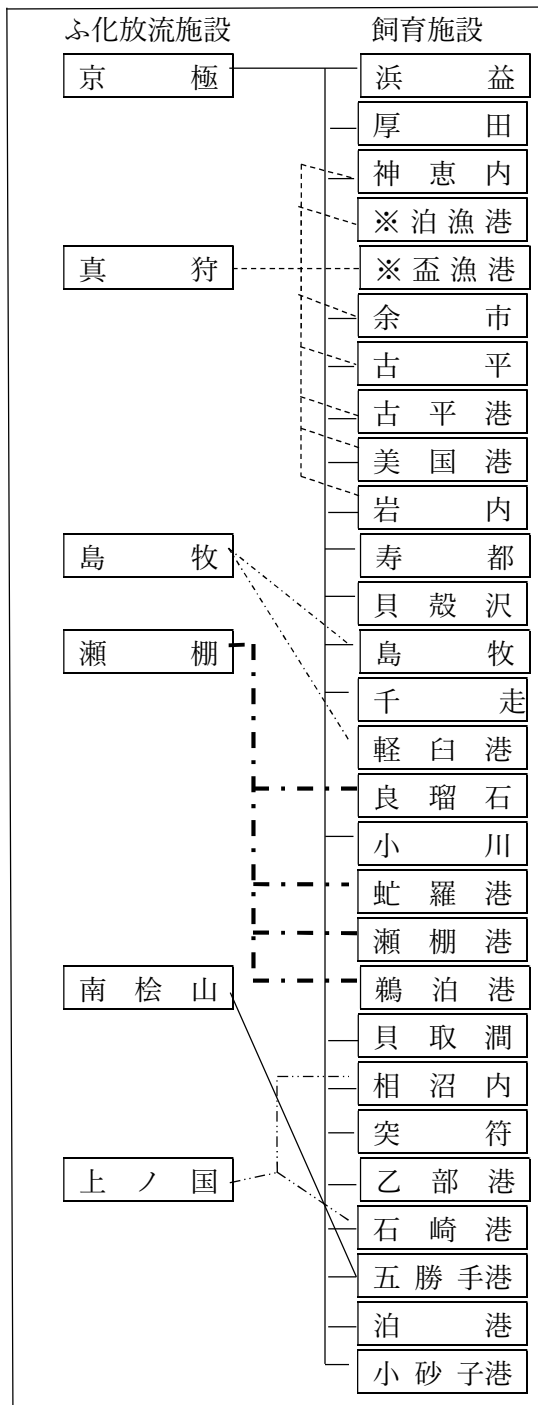 ふ化放流施設 飼育施設
京極 浜益
厚田
神恵内
※泊漁港
真狩 ※盃漁港
余市
古平
古平港
美国港
岩内
島牧 寿都
貝殻沢
瀬棚 島牧
千走
軽臼港
良瑠石
小川
虻羅港
瀬棚港
南桧山 鵜泊港
貝取澗
相沼内
突符
上ノ国 乙部港
石崎港
五勝手港
泊港
小砂子港